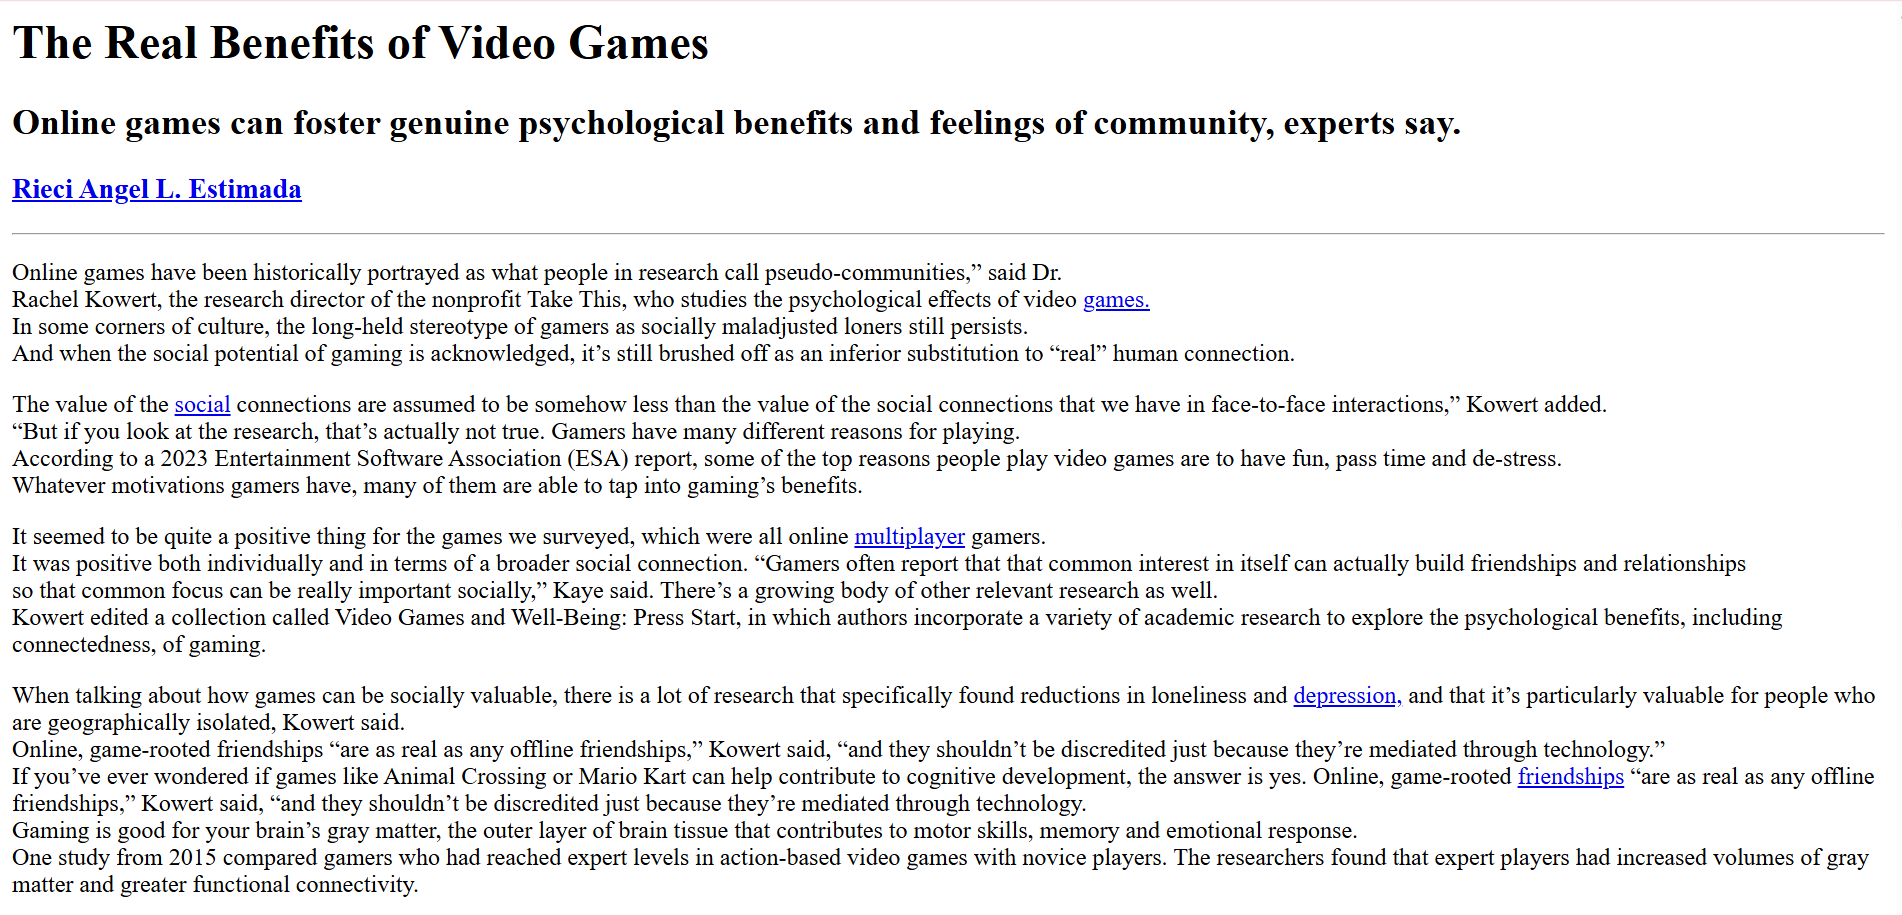 The Real Benefits of Video Games
Online games can foster genuine psychological benefits and feelings of community, experts say.
Rieci Angel L. Estimada
Online games have been historically portrayed as what people in research call pseudo-communities,” said Dr.
Rachel Kowert, the research director of the nonprofit Take This, who studies the psychological effects of video games.
In some corners of culture, the long-held stereotype of gamers as socially maladjusted loners still persists.
And when the social potential of gaming is acknowledged, it’s still brushed off as an inferior substitution to “real” human connection.
The value of the social connections are assumed to be somehow less than the value of the social connections that we have in face-to-face interactions,” Kowert added.
“But if you look at the research, that’s actually not true. Gamers have many different reasons for playing.
According to a 2023 Entertainment Software Association (ESA) report, some of the top reasons people play video games are to have fun, pass time and de-stress.
Whatever motivations gamers have, many of them are able to tap into gaming’s benefits.
It seemed to be quite a positive thing for the games we surveyed, which were all online multiplayer gamers.
It was positive both individually and in terms of a broader social connection. “Gamers often report that that common interest in itself can actually build friendships and relationships
so that common focus can be really important socially,” Kaye said. There’s a growing body of other relevant research as well.
Kowert edited a collection called Video Games and Well-Being: Press Start, in which authors incorporate a variety of academic research to explore the psychological benefits, including
connectedness, of gaming.
When talking about how games can be socially valuable, there is a lot of research that specifically found reductions in loneliness and depression, and that it’s particularly valuable for people who
are geographically isolated, Kowert said.
Online, game-rooted friendships “are as real as any offline friendships,” Kowert said, “and they shouldn’t be discredited just because they’re mediated through technology.”
If you’ve ever wondered if games like Animal Crossing or Mario Kart can help contribute to cognitive development, the answer is yes. Online, game-rooted friendships “are as real as any offline
friendships,” Kowert said, “and they shouldn’t be discredited just because they’re mediated through technology.
Gaming is good for your brain’s gray matter, the outer layer of brain tissue that contributes to motor skills, memory and emotional response.
One study from 2015 compared gamers who had reached expert levels in action-based video games with novice players. The researchers found that expert players had increased volumes of gray
matter and greater functional connectivity.